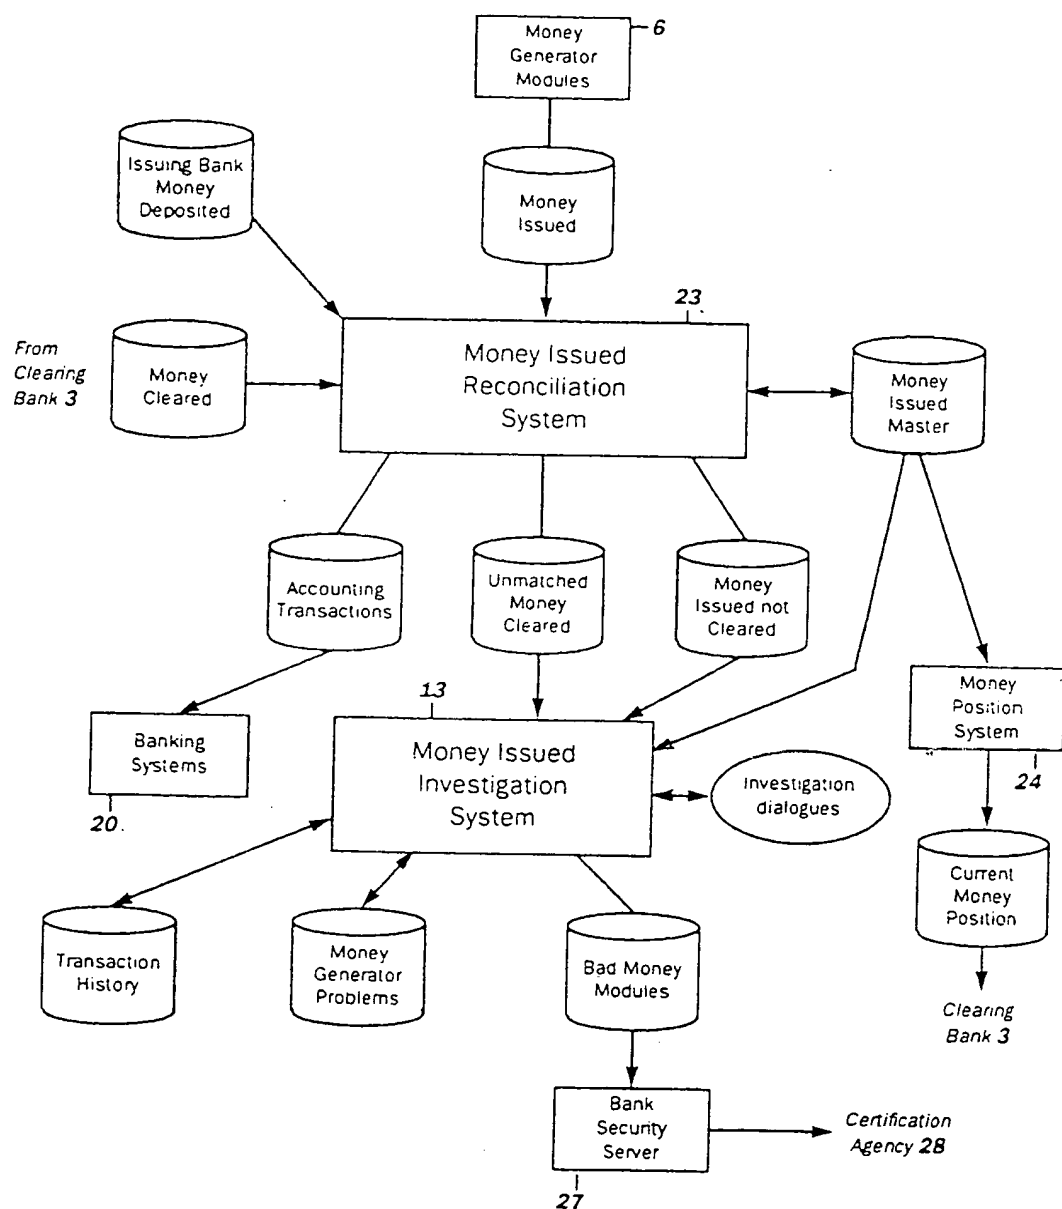 Money
Generator
Modules
6
Issuing Bank
Money
Deposited
Money
Issued
23
From
Clearing
Bank 3
Money
Cleared
Money Issued
Reconciliation
System
Money
Issued
Master
Accounting
Transactions
Unmatched
Money
Cleared
Money
Issued not
Cleared
13
Banking
Systems
20
Money Issued
Investigation
System
Investigation
dialogues
Money
Position
System
24
Current
Money
Position
Transaction
History
Money
Generator
Problems
Bad Money
Modules
Clearing
Bank 3
Bank
Security
Server
27
Certification
Agency 28